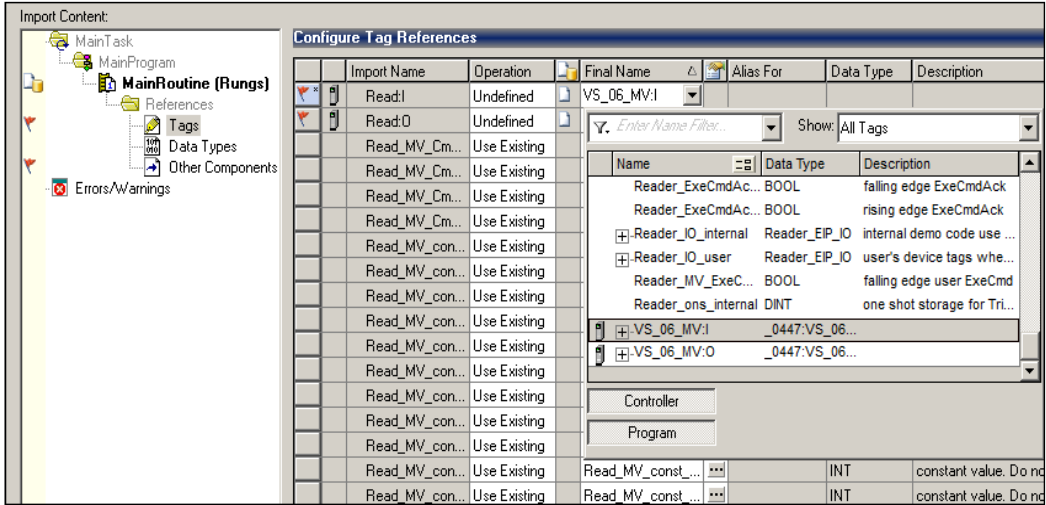 Import Content:
MainTask
MainProgram
MainRoutine (Rungs)
References
Tags
Data Types
Other Components
Errors/Warnings
Configure Tag References
Import Name Operation Final Name Alias For Data Type Description
Read:I Undefined VS_06_MV:I
Read:O Undefined
Read_MV_Cm... Use Existing
Read_MV_Cm... Use Existing
Read_MV_Cm... Use Existing
Read_MV_Cm... Use Existing
Read_MV_con... Use Existing
Read_MV_con... Use Existing
Read_MV_con... Use Existing
Read_MV_con... Use Existing
Read_MV_con... Use Existing
Read_MV_con... Use Existing
Read_MV_con... Use Existing
Read_MV_con... Use Existing
Read_MV_con... Use Existing
Read_MV_con... Use Existing Read_MV_const_... ... INT constant value. Do no
Read_MV_con... Use Existing Read_MV_const_... ... INT constant value. Do no
Enter Name Filter... Show: All Tags
Name Data Type Description
Reader_ExeCmdAc... BOOL falling edge ExeCmdAck
Reader_ExeCmdAc... BOOL rising edge ExeCmdAck
Reader_IO_internal Reader_EIP_IO internal demo code use ...
Reader_IO_user Reader_EIP_IO user's device tags whe...
Reader_MV_ExeC... BOOL falling edge user ExeCmd
Reader_ons_internal DINT one shot storage for Tri...
VS_06_MV:I _0447:VS_06...
VS_06_MV:O _0447:VS_06...
Controller
Program